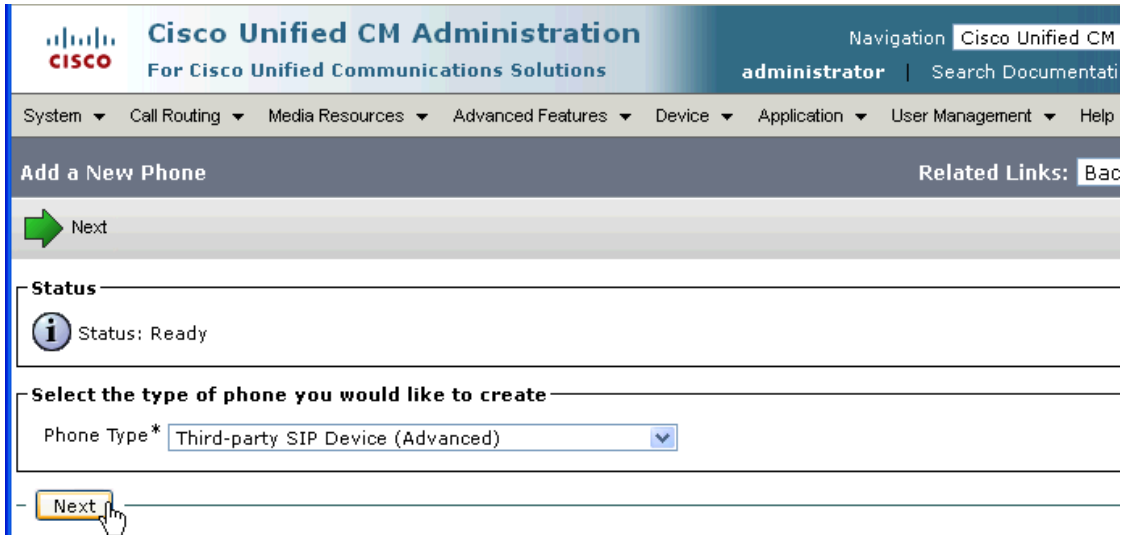 CISCO
Cisco Unified CM Administration
For Cisco Unified Communications Solutions
Navigation Cisco Unified CM
administrator | Search Documentati
System Call Routing Media Resources Advanced Features Device Application User Management Help
Add a New Phone
Related Links: Bac
Next
Status
Status: Ready
Select the type of phone you would like to create
Phone Type* Third-party SIP Device (Advanced)
Next